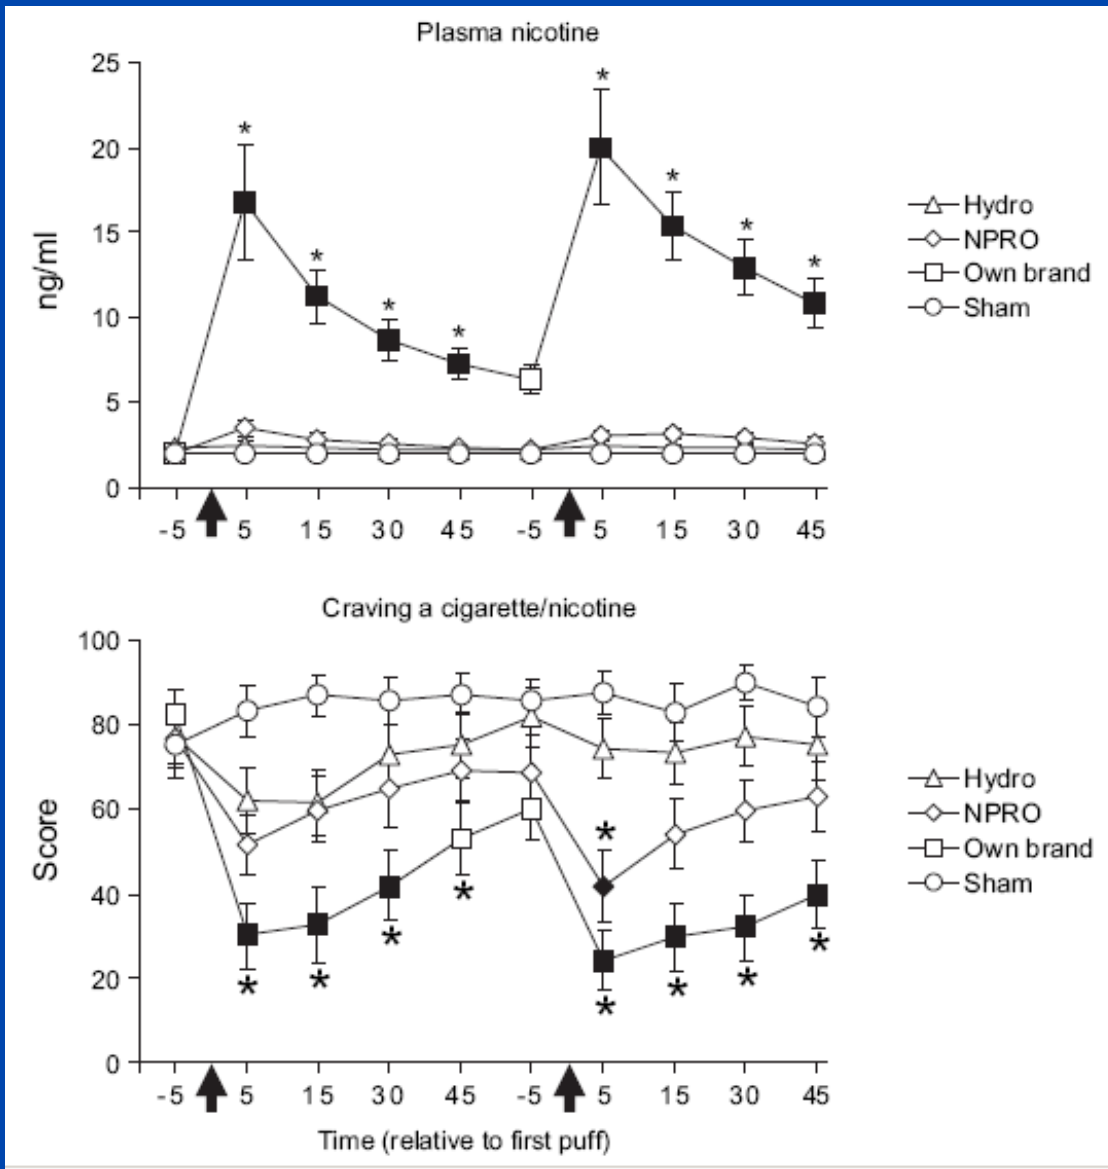 Plasma nicotine
25
20
15
10
5
0
ng/ml
* * * * * * * *
-5 5 15 30 45 -5 5 15 30 45
Hydro
NPRO
Own brand
Sham
Craving a cigarette/nicotine
100
80
60
40
20
0
Score
* * * * * * * * *
-5 5 15 30 45 -5 5 15 30 45
Time (relative to first puff)
Hydro
NPRO
Own brand
Sham